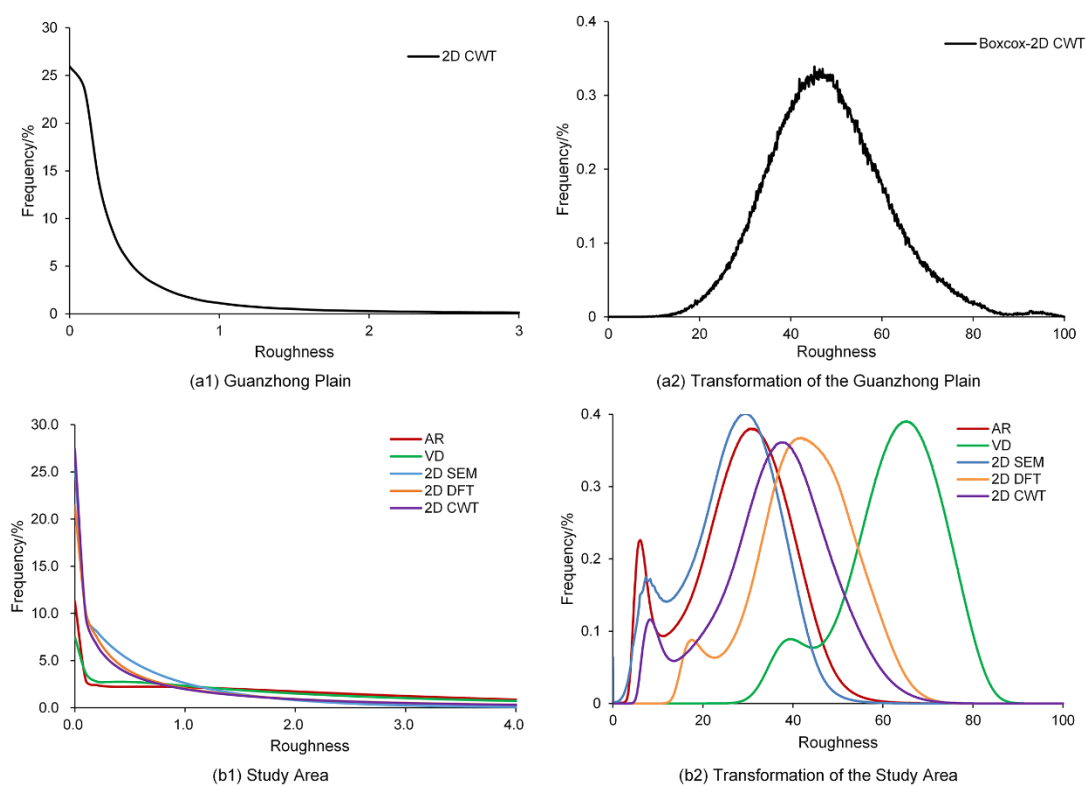 30
25
20
15
10
5
0
Frequency/%
2D CWT
0 1 2 3
Roughness
(a1) Guanzhong Plain
0.4
0.3
0.2
0.1
0
Frequency/%
Boxcox-2D CWT
0 20 40 60 80 100
Roughness
(a2) Transformation of the Guanzhong Plain
30.0
25.0
20.0
15.0
10.0
5.0
0.0
Frequency/%
AR
VD
2D SEM
2D DFT
2D CWT
0.0 1.0 2.0 3.0 4.0
Roughness
(b1) Study Area
0.4
0.3
0.2
0.1
0
Frequency/%
AR
VD
2D SEM
2D DFT
2D CWT
0 20 40 60 80 100
Roughness
(b2) Transformation of the Study Area